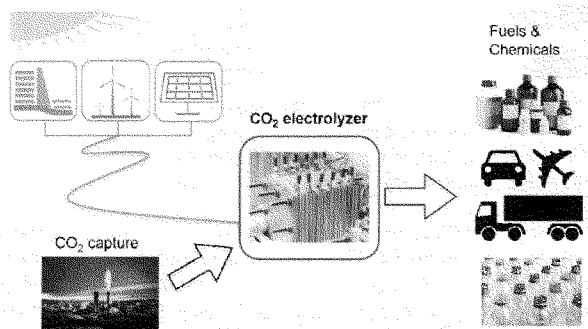 Fuels &
Chemicals
CO₂ electrolyzer
CO₂ capture